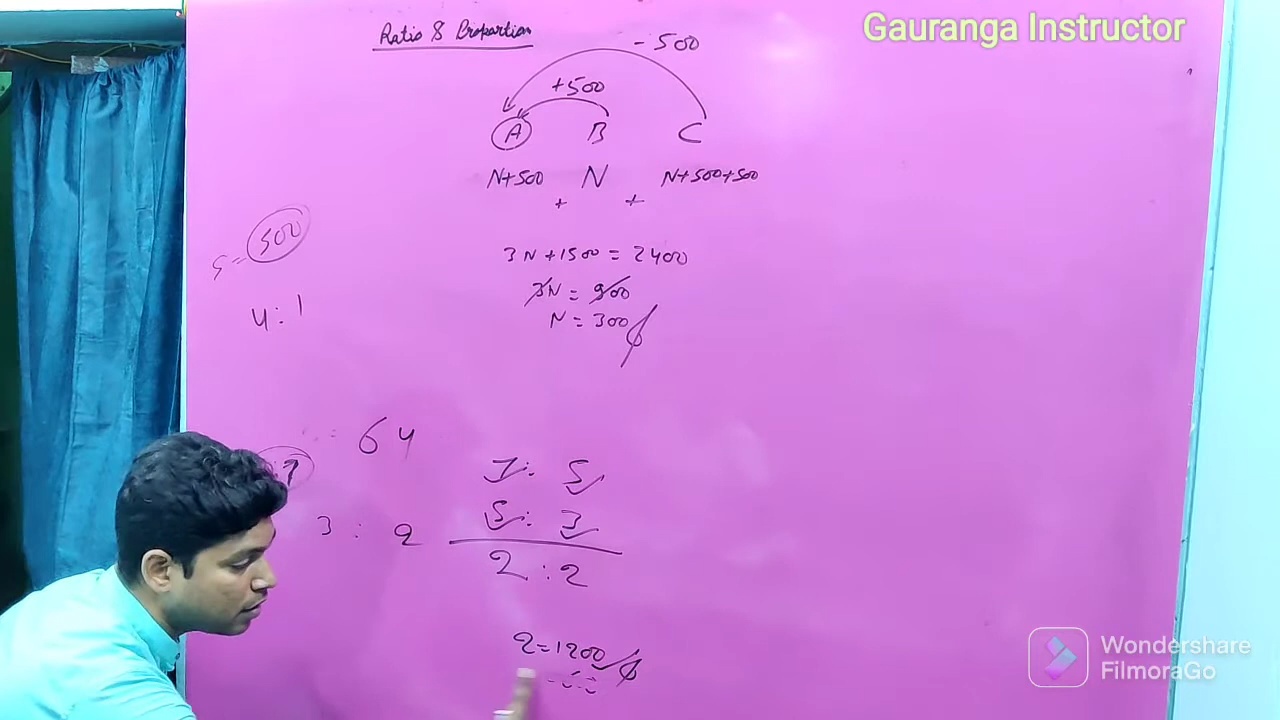 Gauranga Instructor
Ratio & Proportion
- 500
+500
A B C
N+500 N N+500+500
+ +
500
3N+1500 = 2400
3N = 900
4:1
N = 300
64
7: 5
5: 3
3 : 2
2 : 2
2=1200
Wondershare
FilmoraGo